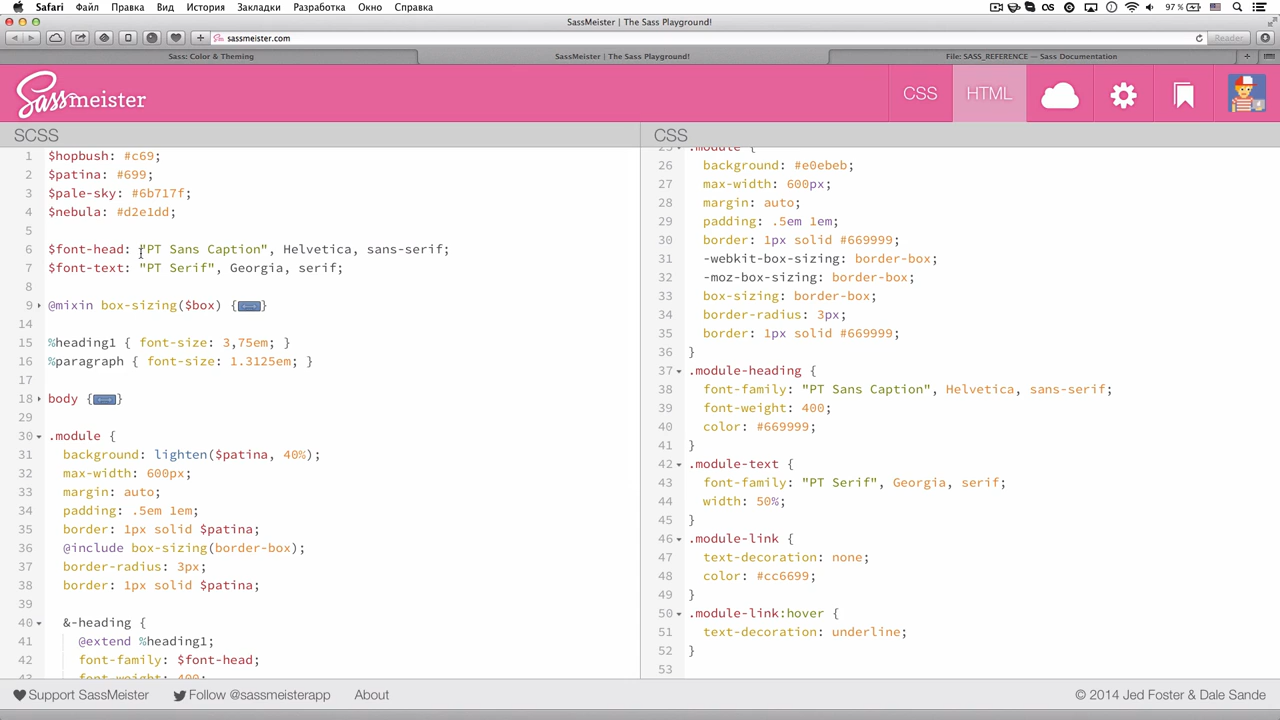 Safari Файл Правка Вид История Закладки Разработка Окно Справка 97 %
SassMeister | The Sass Playground!
sassmeister.com Reader
Sass: Color & Theming SassMeister | The Sass Playground! File: SASS_REFERENCE — Sass Documentation
Sassmeister CSS HTML
SCSS
1 $hopbush: #c69;
2 $patina: #699;
3 $pale-sky: #6b717f;
4 $nebula: #d2e1dd;
5
6 $font-head: "PT Sans Caption", Helvetica, sans-serif;
7 $font-text: "PT Serif", Georgia, serif;
8
9 @mixin box-sizing($box) {}
14
15 %heading1 { font-size: 3,75em; }
16 %paragraph { font-size: 1.3125em; }
17
18 body {}
29
30 .module {
31 background: lighten($patina, 40%);
32 max-width: 600px;
33 margin: auto;
34 padding: .5em 1em;
35 border: 1px solid $patina;
36 @include box-sizing(border-box);
37 border-radius: 3px;
38 border: 1px solid $patina;
39
40 &-heading {
41 @extend %heading1;
42 font-family: $font-head;
font-weight: 400;
CSS
25 .module {
26 background: #e0ebeb;
27 max-width: 600px;
28 margin: auto;
29 padding: .5em 1em;
30 border: 1px solid #669999;
31 -webkit-box-sizing: border-box;
32 -moz-box-sizing: border-box;
33 box-sizing: border-box;
34 border-radius: 3px;
35 border: 1px solid #669999;
36 }
37 .module-heading {
38 font-family: "PT Sans Caption", Helvetica, sans-serif;
39 font-weight: 400;
40 color: #669999;
41 }
42 .module-text {
43 font-family: "PT Serif", Georgia, serif;
44 width: 50%;
45 }
46 .module-link {
47 text-decoration: none;
48 color: #cc6699;
49 }
50 .module-link:hover {
51 text-decoration: underline;
52 }
53
Support SassMeister Follow @sassmeisterapp About © 2014 Jed Foster & Dale Sande